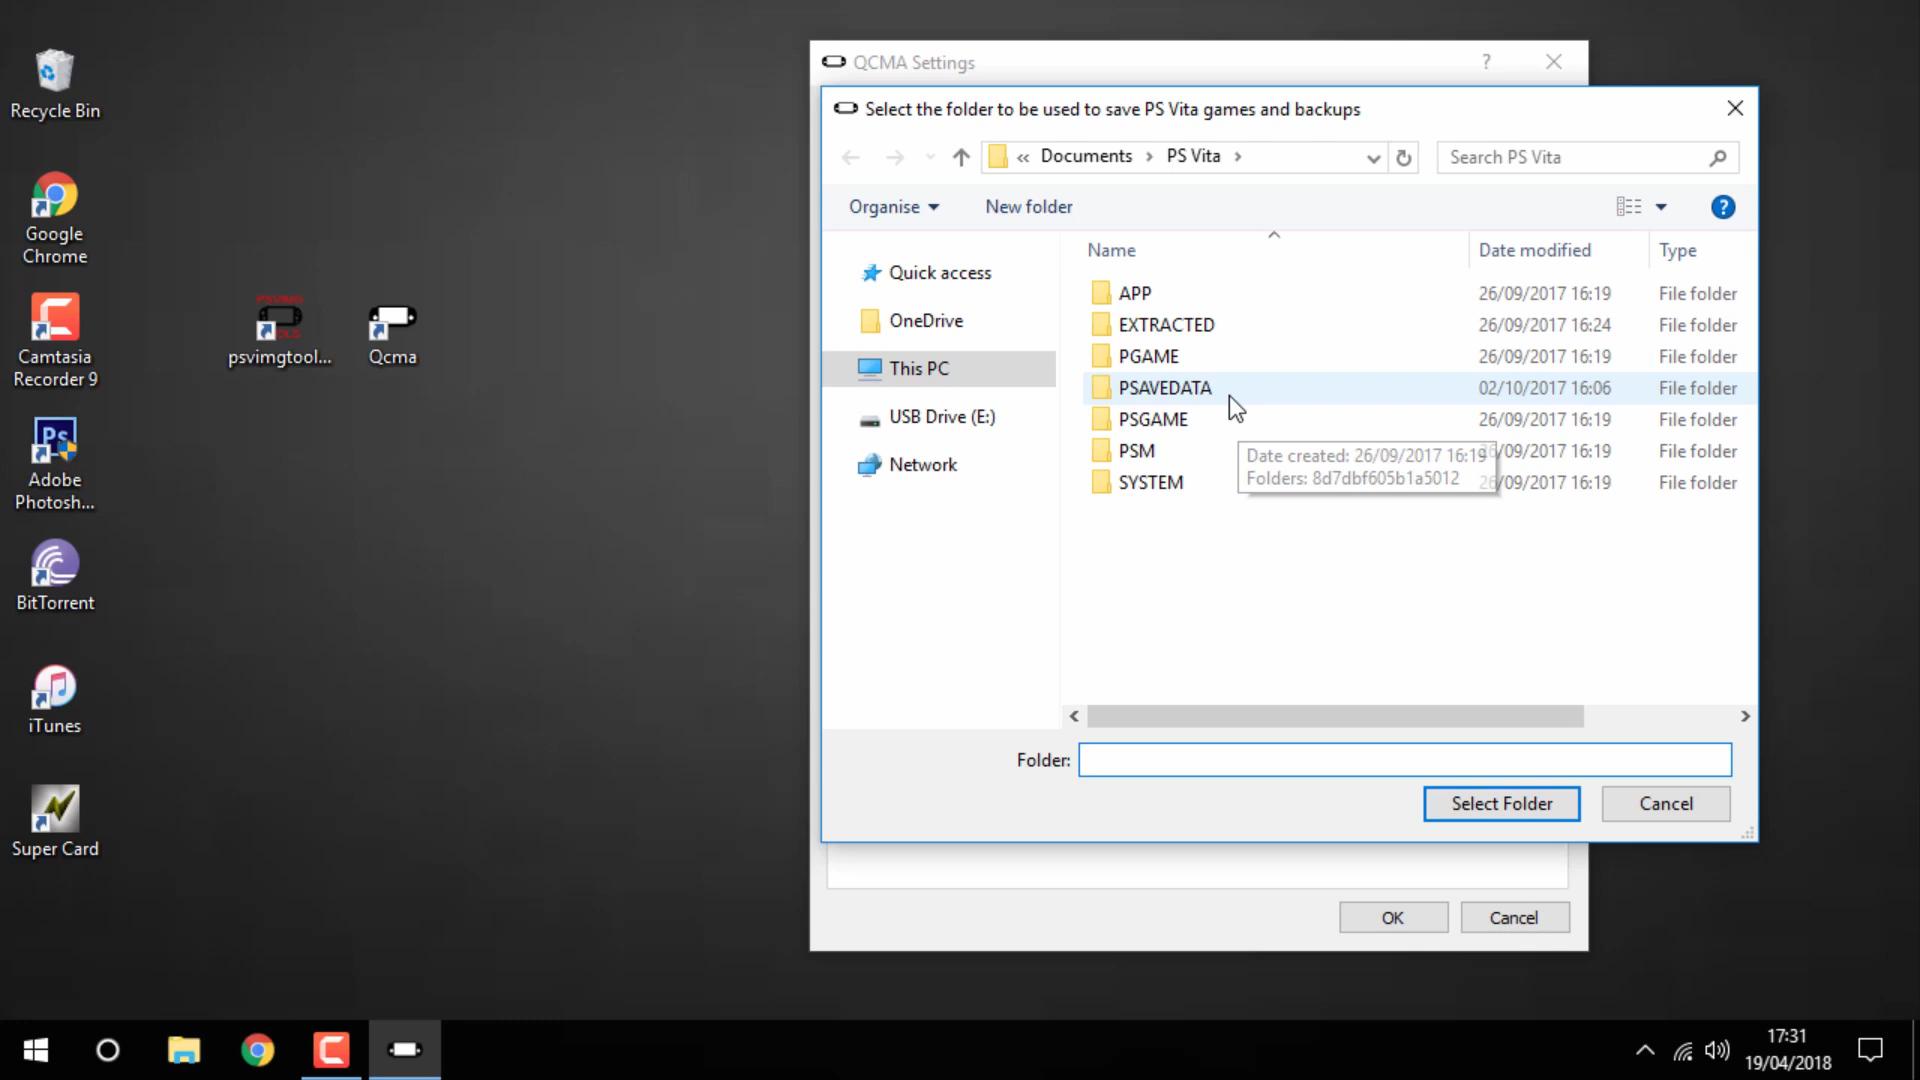 Recycle Bin
Google
Chrome
Camtasia
Recorder 9
Adobe
Photosh...
BitTorrent
iTunes
Super Card
psvimgtool...
Qcma
QCMA Settings
?
Select the folder to be used to save PS Vita games and backups
« Documents › PS Vita ›
Search PS Vita
Organise
New folder
?
Quick access
OneDrive
This PC
USB Drive (E:)
Network
Name Date modified Type
APP 26/09/2017 16:19 File folder
EXTRACTED 26/09/2017 16:24 File folder
PGAME 26/09/2017 16:19 File folder
PSAVEDATA 02/10/2017 16:06 File folder
PSGAME 26/09/2017 16:19 File folder
PSM 26/09/2017 16:19 File folder
SYSTEM 26/09/2017 16:19 File folder
Date created: 26/09/2017 16:19
Folders: 8d7dbf605b1a5012
Folder:
Select Folder
Cancel
OK
Cancel
17:31
19/04/2018